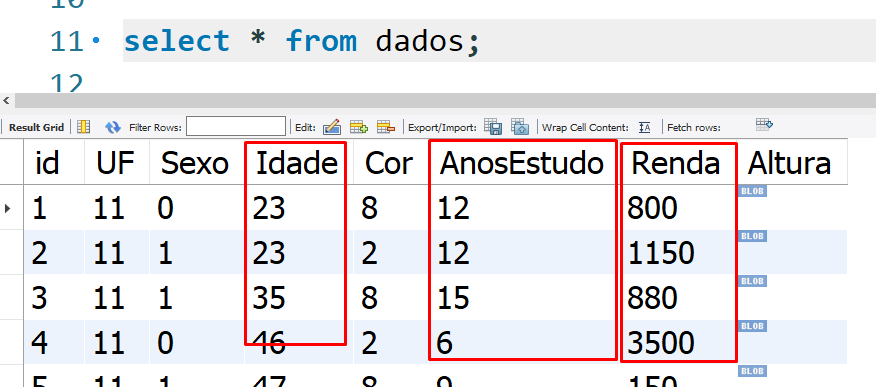 10
11 select * from dados;
12
Result Grid Filter Rows: Edit: Export/Import: Wrap Cell Content: Fetch rows:
id UF Sexo Idade Cor AnosEstudo Renda Altura
1 11 0 23 8 12 800 BLOB
2 11 1 23 2 12 1150 BLOB
3 11 1 35 8 15 880 BLOB
4 11 0 46 2 6 3500 BLOB
5 11 1 47 8 9 150 BLOB